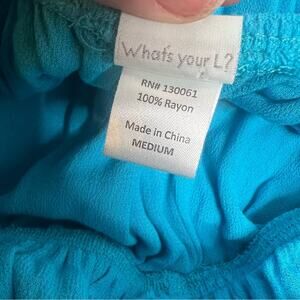 What's your L?
RN# 130061
100% Rayon
Made in China
MEDIUM